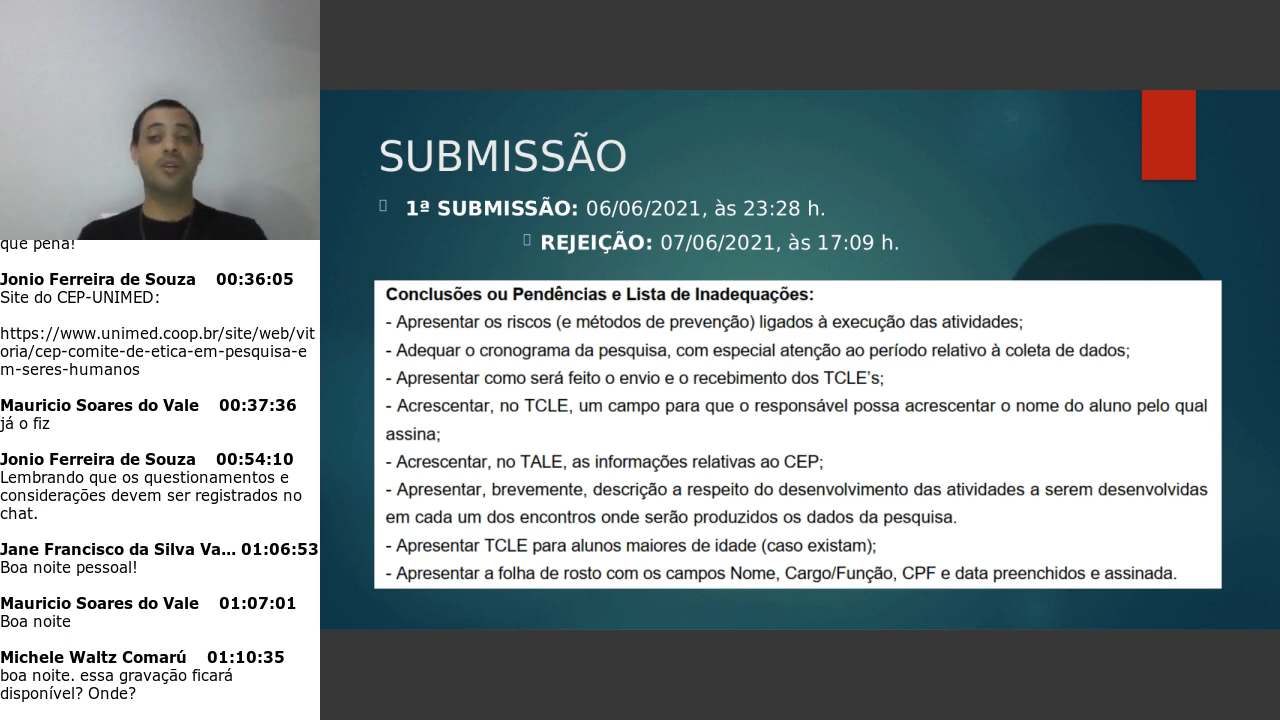 que pena!
Jonio Ferreira de Souza 00:36:05
Site do CEP-UNIMED:
https://www.unimed.coop.br/site/web/vit
oria/cep-comite-de-etica-em-pesquisa-e
m-seres-humanos
Mauricio Soares do Vale 00:37:36
já o fiz
Jonio Ferreira de Souza 00:54:10
Lembrando que os questionamentos e
considerações devem ser registrados no
chat.
Jane Francisco da Silva Va... 01:06:53
Boa noite pessoal!
Mauricio Soares do Vale 01:07:01
Boa noite
Michele Waltz Comarú 01:10:35
boa noite. essa gravação ficará
disponível? Onde?
SUBMISSÃO
1ª SUBMISSÃO: 06/06/2021, às 23:28 h.
REJEIÇÃO: 07/06/2021, às 17:09 h.
Conclusões ou Pendências e Lista de Inadequações:
- Apresentar os riscos (e métodos de prevenção) ligados à execução das atividades;
- Adequar o cronograma da pesquisa, com especial atenção ao período relativo à coleta de dados;
- Apresentar como será feito o envio e o recebimento dos TCLE's;
- Acrescentar, no TCLE, um campo para que o responsável possa acrescentar o nome do aluno pelo qual
assina;
- Acrescentar, no TALE, as informações relativas ao CEP;
- Apresentar, brevemente, descrição a respeito do desenvolvimento das atividades a serem desenvolvidas
em cada um dos encontros onde serão produzidos os dados da pesquisa.
- Apresentar TCLE para alunos maiores de idade (caso existam);
- Apresentar a folha de rosto com os campos Nome, Cargo/Função, CPF e data preenchidos e assinada.